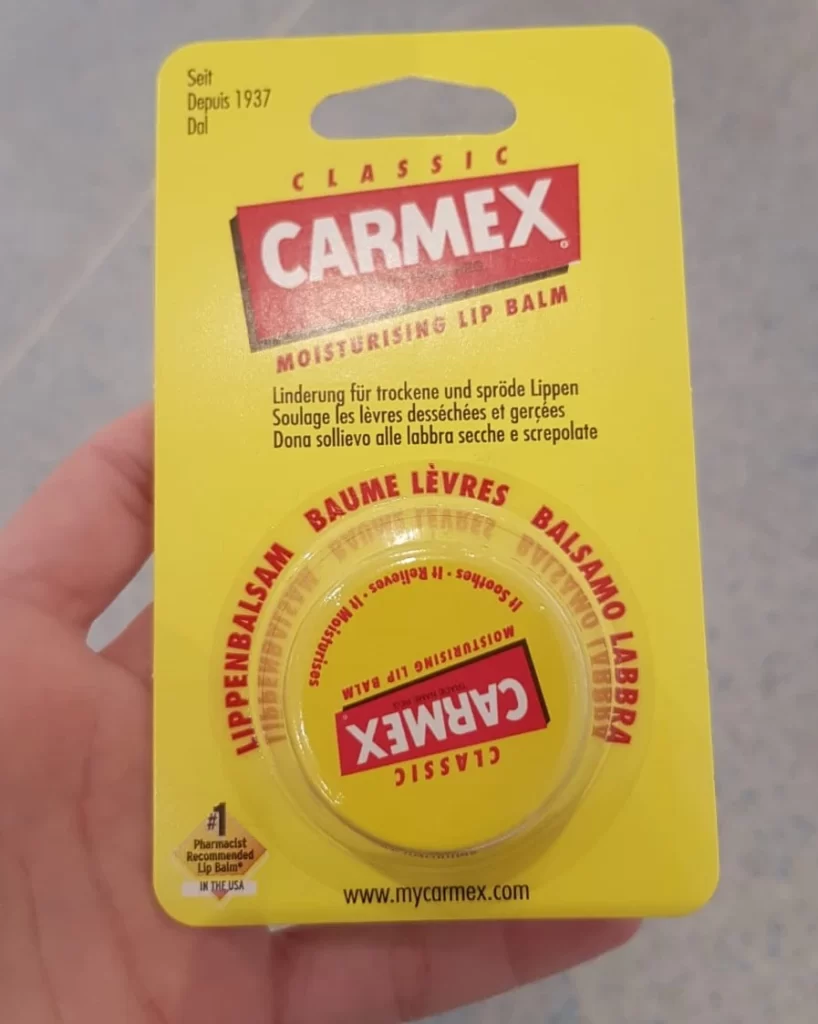 Seit
Depuis 1937
Dal
CLASSIC
CARMEX
MOISTURISING LIP BALM
Linderung für trockene und spröde Lippen
Soulage les lèvres desséchées et gerçées
Dona sollievo alle labbra secche e screpolate
LIPPENBALSAM BAUME LÈVRES BALSAMO LABBRA
It Soothes • It Relieves • It Moisturises
MOISTURISING LIP BALM
CARMEX
CLASSIC
#1
Pharmacist
Recommended
Lip Balm*
IN THE USA
www.mycarmex.com